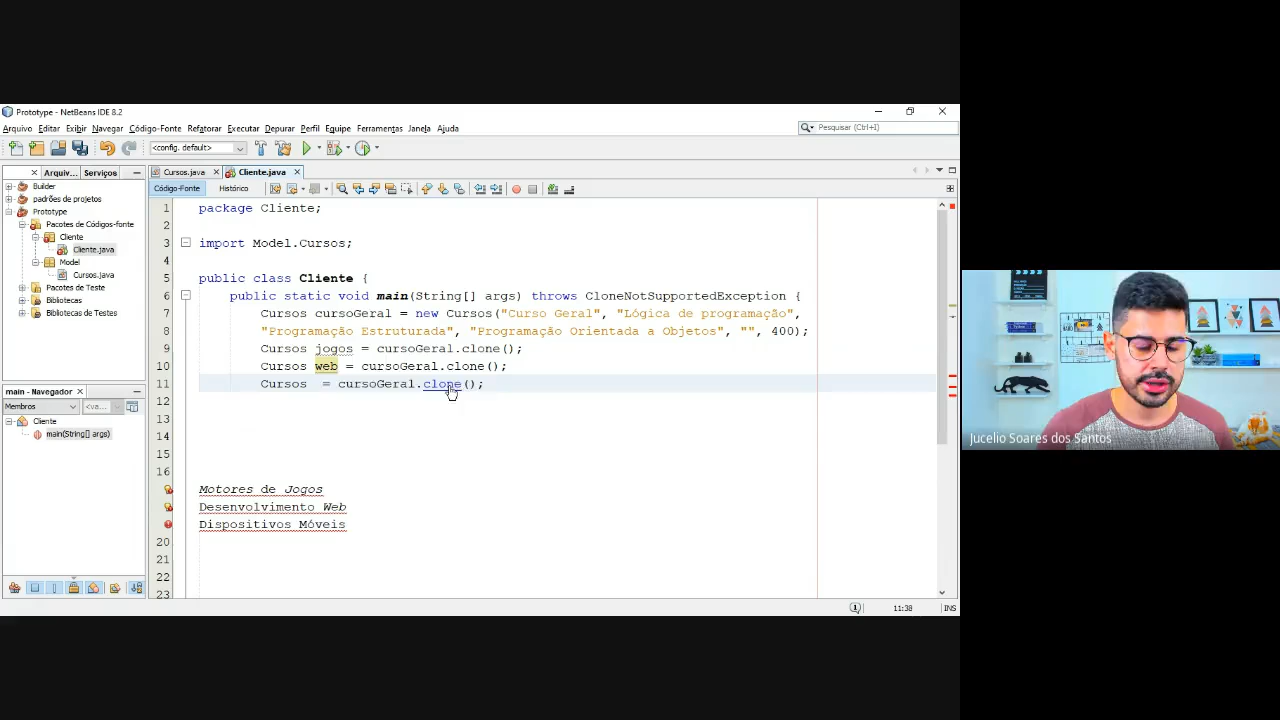 Prototype - NetBeans IDE 8.2
Arquivo Editar Exibir Navegar Código-Fonte Refatorar Executar Depurar Perfil Equipe Ferramentas Janela Ajuda
Pesquisar (Ctrl+I)
<config. default>
Arquiv... Serviços
Cursos.java Cliente.java
Código-Fonte Histórico
Builder
padrões de projetos
Prototype
Pacotes de Códigos-fonte
Cliente
Cliente.java
Model
Cursos.java
Pacotes de Teste
Bibliotecas
Bibliotecas de Testes
main - Navegador
Membros <va...
Cliente
main(String[] args)
1 package Cliente;
2
3 import Model.Cursos;
4
5 public class Cliente {
6 public static void main(String[] args) throws CloneNotSupportedException {
7 Cursos cursoGeral = new Cursos("Curso Geral", "Lógica de programação",
8 "Programação Estruturada", "Programação Orientada a Objetos", "", 400);
9 Cursos jogos = cursoGeral.clone();
10 Cursos web = cursoGeral.clone();
11 Cursos = cursoGeral.clone();
12
13
14
15
16
Motores de Jogos
Desenvolvimento Web
Dispositivos Móveis
20
21
22
23
1 11:38 INS
Jucelio Soares dos Santos